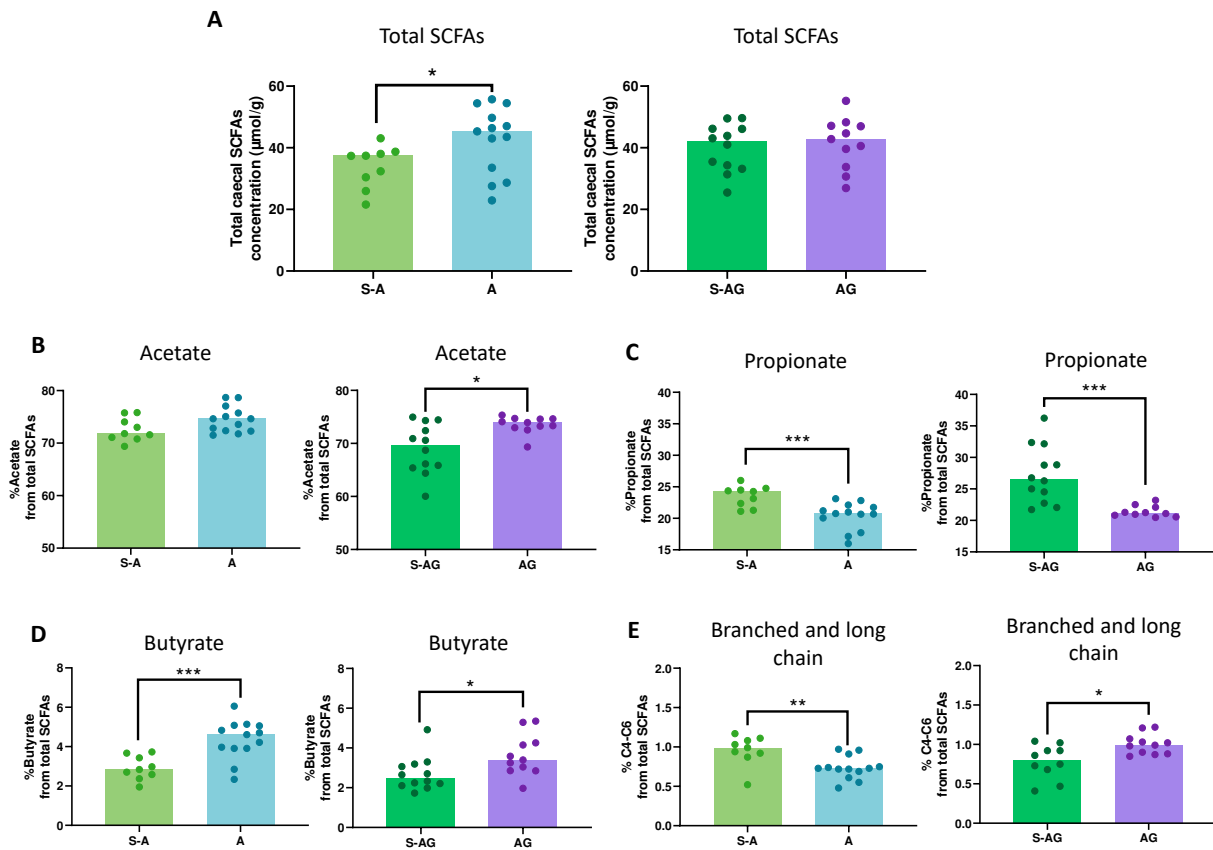 A
Total SCFAs
Total caecal SCFAs
concentration (µmol/g)
60
40
20
0
*
S-A
A
Total SCFAs
Total caecal SCFAs
concentration (µmol/g)
60
40
20
0
S-AG
AG
B
Acetate
%Acetate
from total SCFAs
80
70
60
50
S-A
A
Acetate
%Acetate
from total SCFAs
80
70
60
50
*
S-AG
AG
C
Propionate
%Propionate
from total SCFAs
40
35
30
25
20
15
***
S-A
A
Propionate
%Propionate
from total SCFAs
40
35
30
25
20
15
***
S-AG
AG
D
Butyrate
%Butyrate
from total SCFAs
8
6
4
2
0
***
S-A
A
Butyrate
%Butyrate
from total SCFAs
8
6
4
2
0
*
S-AG
AG
E
Branched and long
chain
% C4-C6
from total SCFAs
2.0
1.5
1.0
0.5
0.0
**
S-A
A
Branched and long
chain
% C4-C6
from total SCFAs
2.0
1.5
1.0
0.5
0.0
*
S-AG
AG